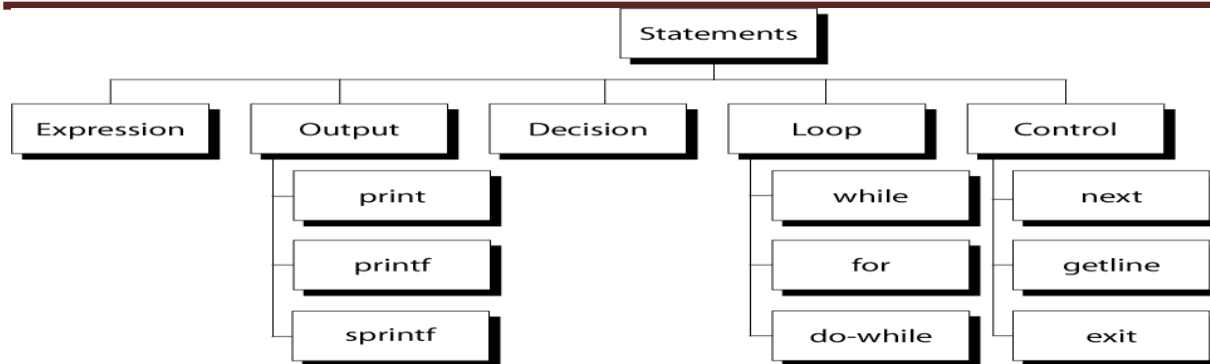 Statements
Expression
Output
Decision
Loop
Control
print
while
next
printf
for
getline
sprintf
do-while
exit